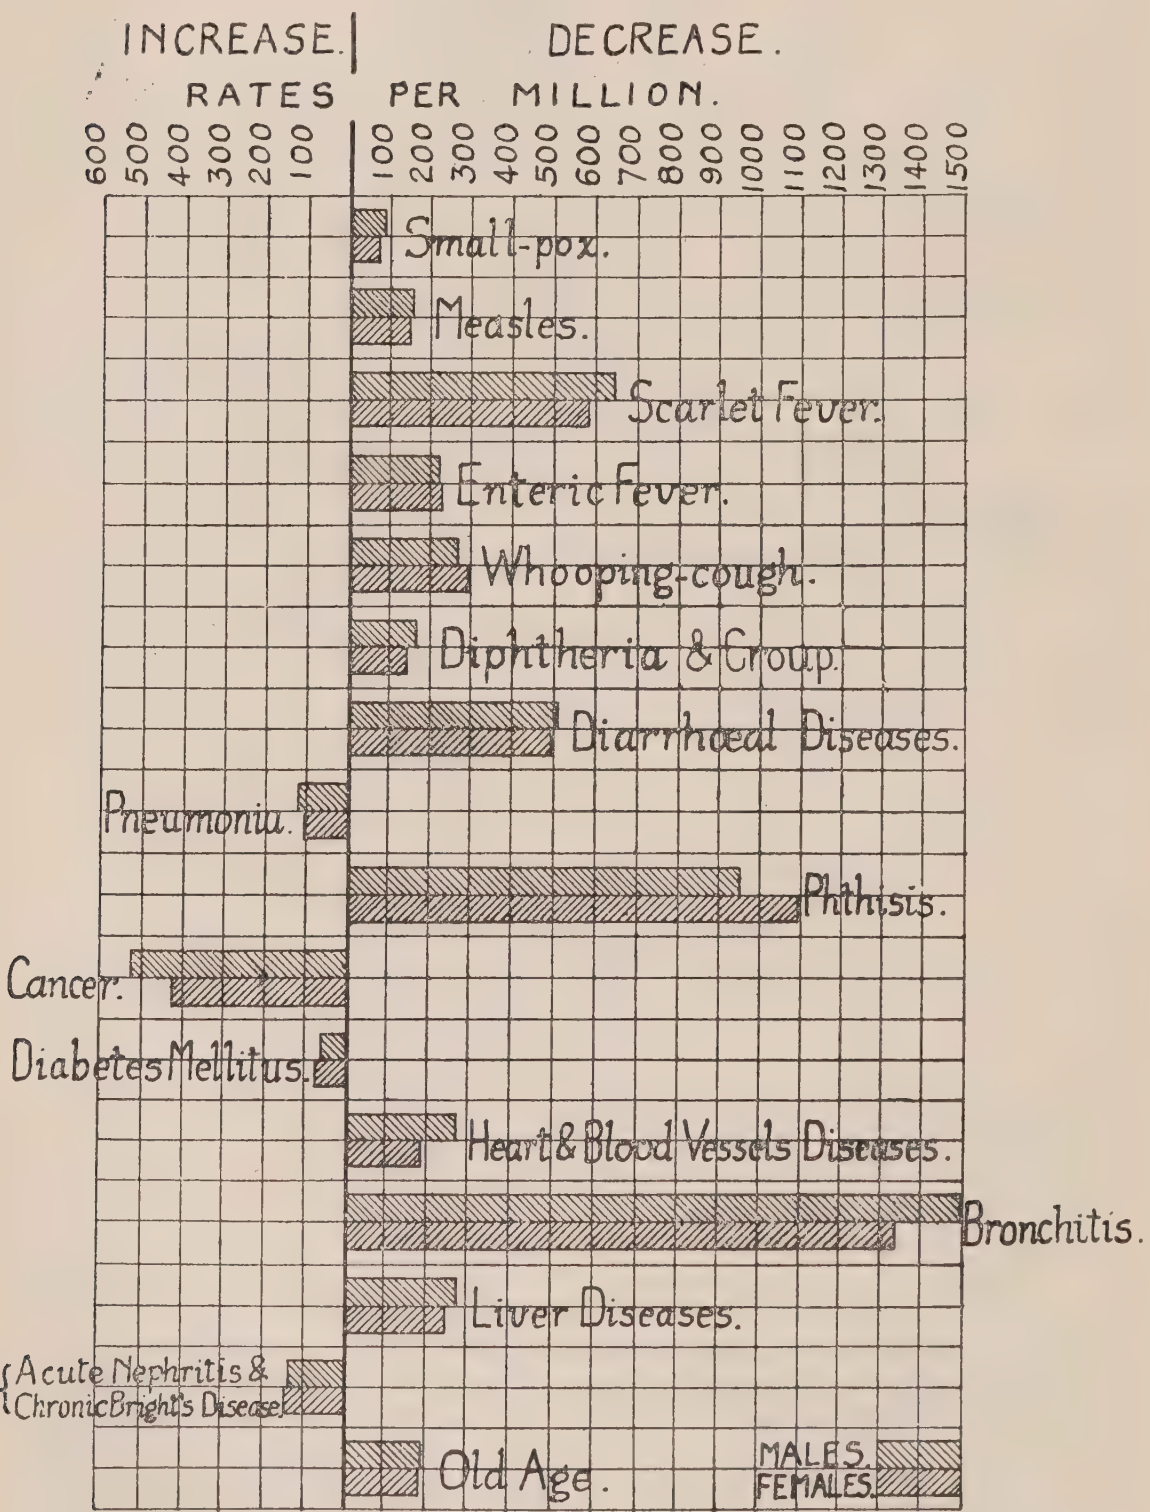 INCREASE. DECREASE.
RATES PER MILLION.
600 500 400 300 200 100 100 200 300 400 500 600 700 800 900 1000 1100 1200 1300 1400 1500
Small-pox.
Measles.
Scarlet Fever.
Enteric Fever.
Whooping-cough.
Diphtheria & Croup.
Diarrhœal Diseases.
Pneumonia.
Phthisis.
Cancer.
Diabetes Mellitus.
Heart & Blood Vessels Diseases.
Bronchitis.
Liver Diseases.
Acute Nephritis &
Chronic Bright's Disease
Old Age.
MALES.
FEMALES.